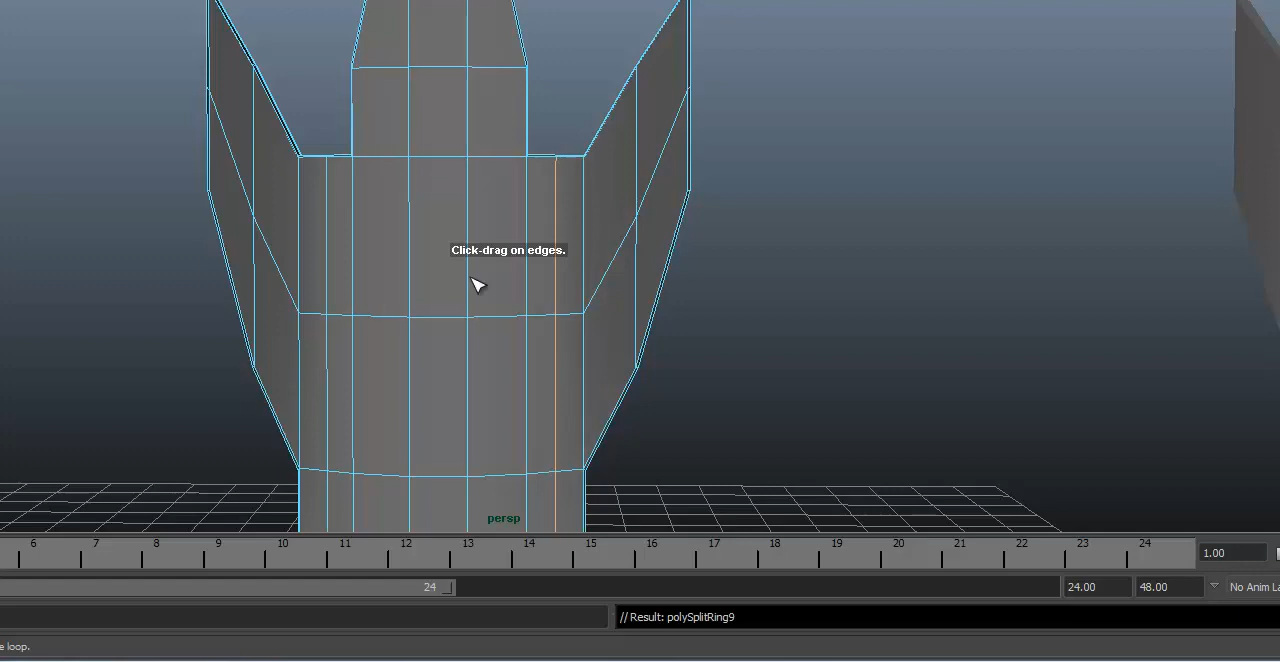 Click-drag on edges.
persp
6 7 8 9 10 11 12 13 14 15 16 17 18 19 20 21 22 23 24 1.00
24 24.00 48.00 No Anim La
// Result: polySplitRing9
e loop.